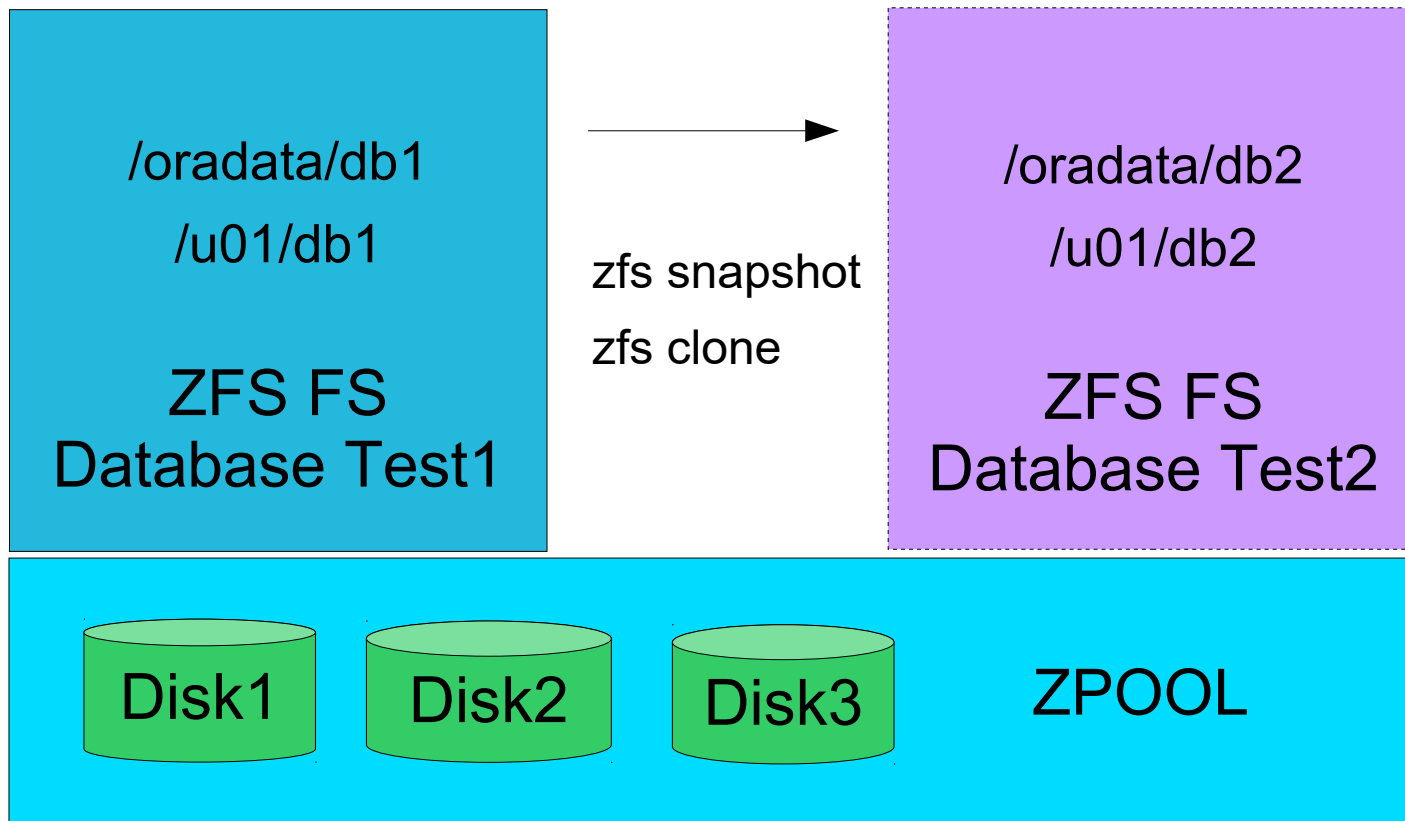 /oradata/db1
/u01/db1
ZFS FS
Database Test1
zfs snapshot
zfs clone
/oradata/db2
/u01/db2
ZFS FS
Database Test2
Disk1
Disk2
Disk3
ZPOOL